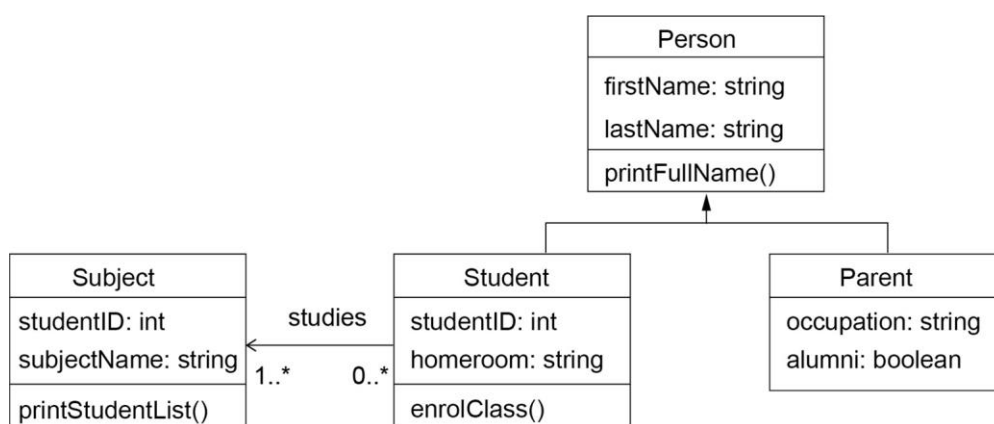 Person
firstName: string
lastName: string
printFullName()
Subject
studentID: int
subjectName: string
printStudentList()
studies
1..*
0..*
Student
studentID: int
homeroom: string
enrolClass()
Parent
occupation: string
alumni: boolean